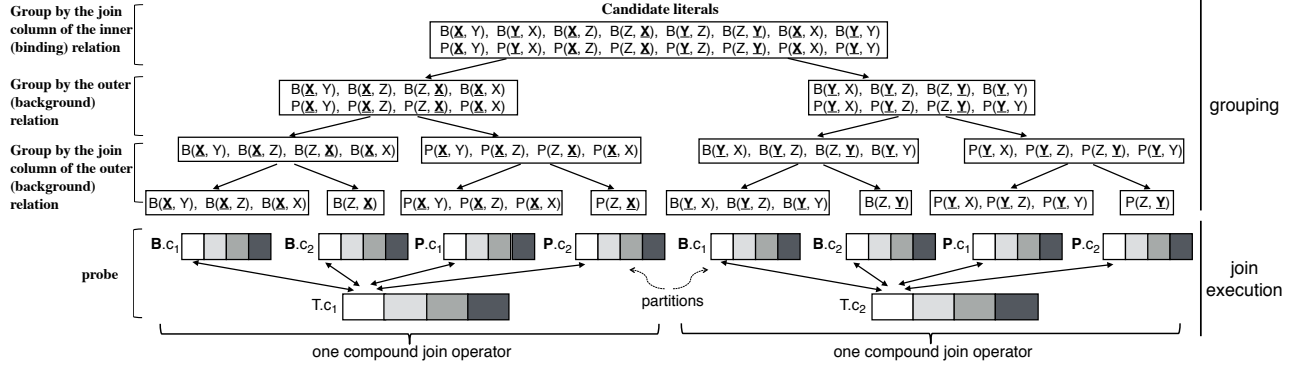 Group by the join
column of the inner
(binding) relation
Candidate literals
B(X, Y), B(Y, X), B(X, Z), B(Z, X), B(Y, Z), B(Z, Y), B(X, X), B(Y, Y)
P(X, Y), P(Y, X), P(X, Z), P(Z, X), P(Y, Z), P(Z, Y), P(X, X), P(Y, Y)
Group by the outer
(background)
relation
B(X, Y), B(X, Z), B(Z, X), B(X, X)
P(X, Y), P(X, Z), P(Z, X), P(X, X)
B(Y, X), B(Y, Z), B(Z, Y), B(Y, Y)
P(Y, X), P(Y, Z), P(Z, Y), P(Y, Y)
grouping
Group by the join
column of the outer
(background)
relation
B(X, Y), B(X, Z), B(Z, X), B(X, X)
P(X, Y), P(X, Z), P(Z, X), P(X, X)
B(Y, X), B(Y, Z), B(Z, Y), B(Y, Y)
P(Y, X), P(Y, Z), P(Z, Y), P(Y, Y)
B(X, Y), B(X, Z), B(X, X)
B(Z, X)
P(X, Y), P(X, Z), P(X, X)
P(Z, X)
B(Y, X), B(Y, Z), B(Y, Y)
B(Z, Y)
P(Y, X), P(Y, Z), P(Y, Y)
P(Z, Y)
probe
B.c1
B.c2
P.c1
P.c2
B.c1
B.c2
P.c1
P.c2
join
execution
partitions
T.c1
T.c2
one compound join operator
one compound join operator